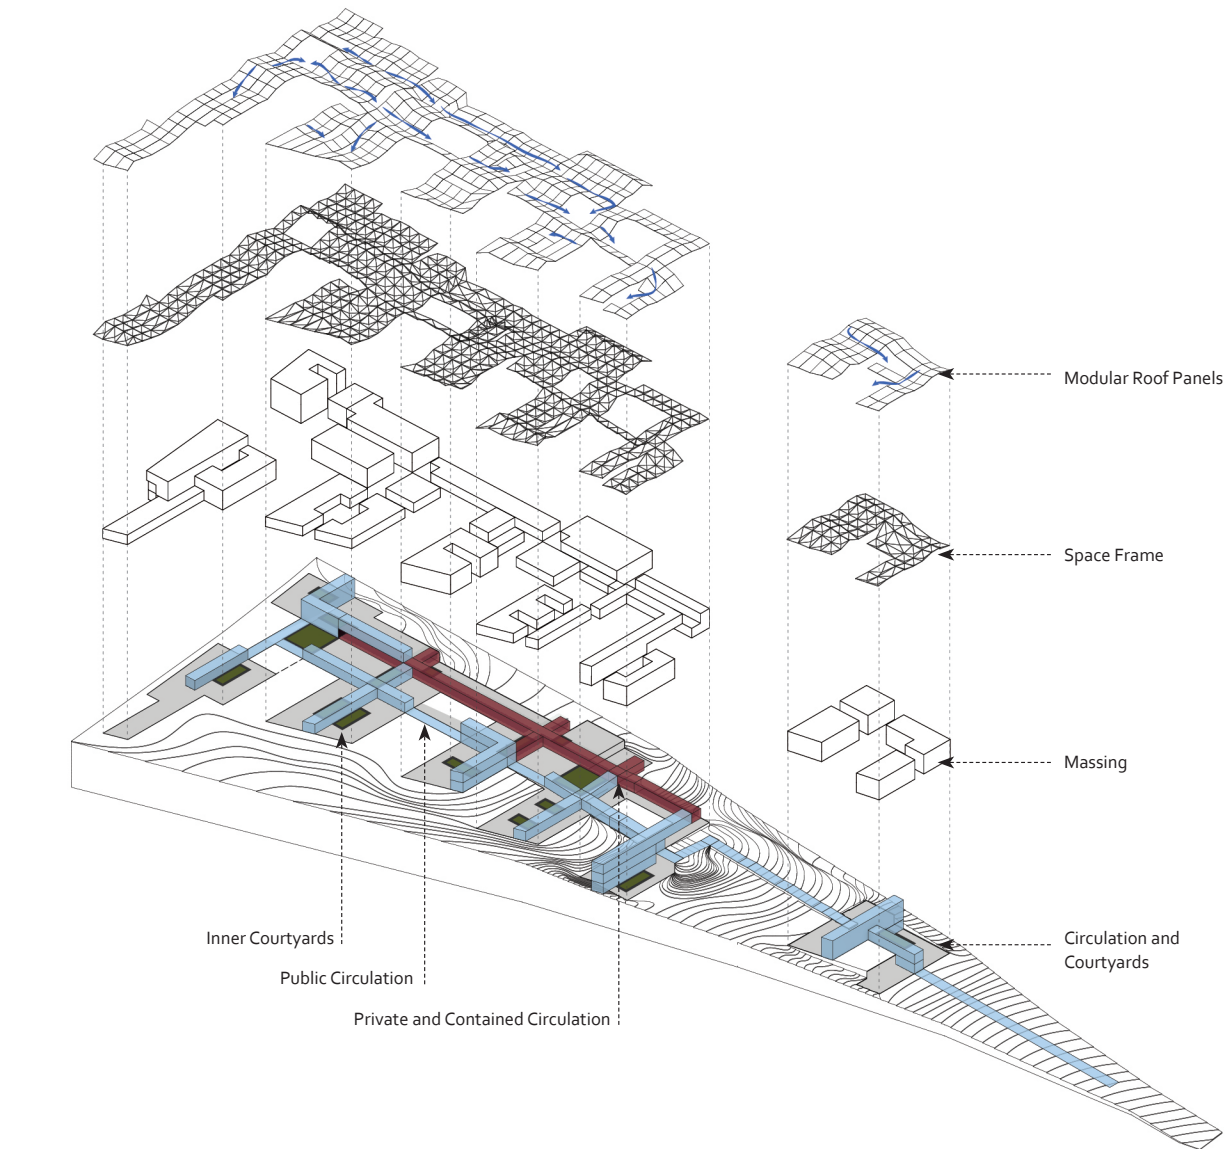 Modular Roof Panels
Space Frame
Massing
Circulation and
Courtyards
Inner Courtyards
Public Circulation
Private and Contained Circulation